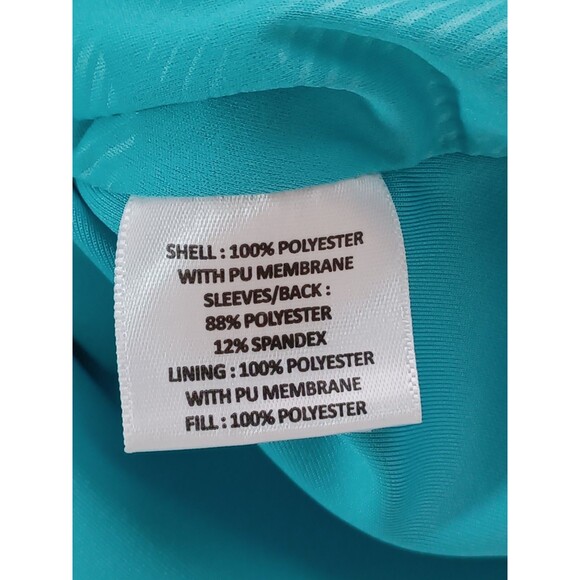 SHELL : 100% POLYESTER
WITH PU MEMBRANE
SLEEVES/BACK :
88% POLYESTER
12% SPANDEX
LINING : 100% POLYESTER
WITH PU MEMBRANE
FILL : 100% POLYESTER